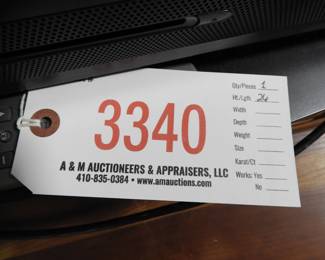 Qty/Pieces 1
Ht./Lgth 24
Width
Depth
Weight
Size
Karat/Ct
Works: Yes
No
3340
A & M AUCTIONEERS & APPRAISERS, LLC
410-835-0384 • www.amauctions.com